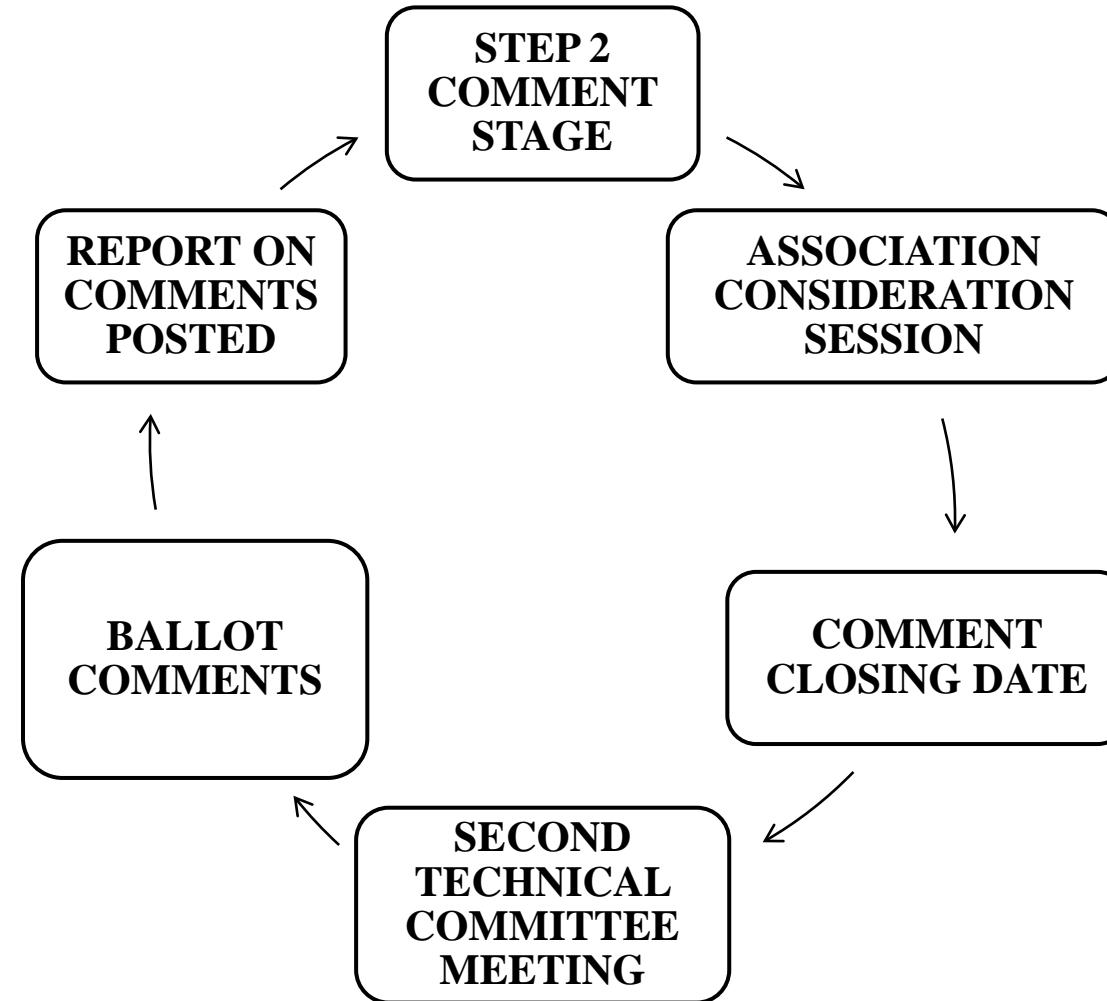 STEP 2
COMMENT
STAGE
ASSOCIATION
CONSIDERATION
SESSION
COMMENT
CLOSING DATE
SECOND
TECHNICAL
COMMITTEE
MEETING
BALLOT
COMMENTS
REPORT ON
COMMENTS
POSTED